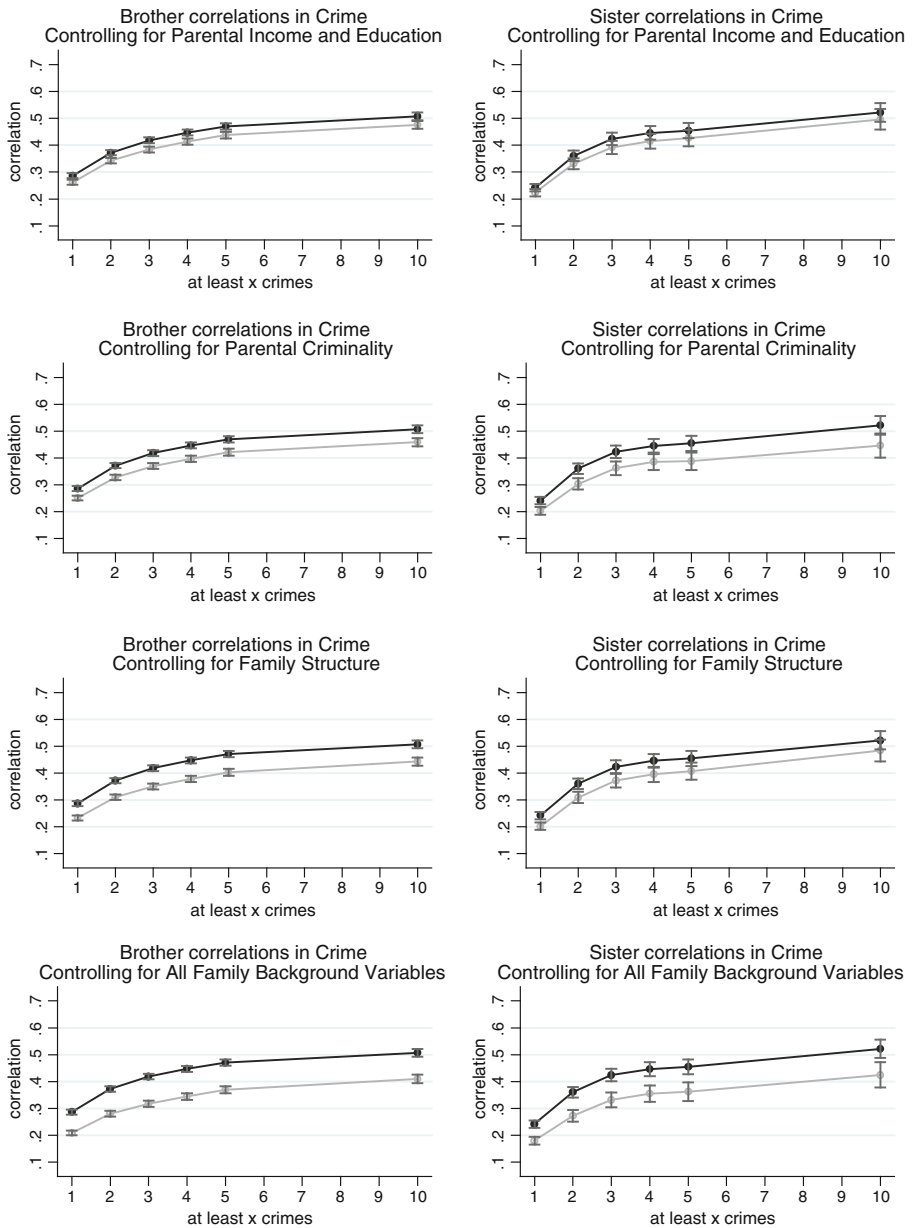 Brother correlations in Crime
Controlling for Parental Income and Education
correlation
.7
.6
.5
.4
.3
.2
.1
1 2 3 4 5 6 7 8 9 10
at least x crimes
Sister correlations in Crime
Controlling for Parental Income and Education
correlation
.7
.6
.5
.4
.3
.2
.1
1 2 3 4 5 6 7 8 9 10
at least x crimes
Brother correlations in Crime
Controlling for Parental Criminality
correlation
.7
.6
.5
.4
.3
.2
.1
1 2 3 4 5 6 7 8 9 10
at least x crimes
Sister correlations in Crime
Controlling for Parental Criminality
correlation
.7
.6
.5
.4
.3
.2
.1
1 2 3 4 5 6 7 8 9 10
at least x crimes
Brother correlations in Crime
Controlling for Family Structure
correlation
.7
.6
.5
.4
.3
.2
.1
1 2 3 4 5 6 7 8 9 10
at least x crimes
Sister correlations in Crime
Controlling for Family Structure
correlation
.7
.6
.5
.4
.3
.2
.1
1 2 3 4 5 6 7 8 9 10
at least x crimes
Brother correlations in Crime
Controlling for All Family Background Variables
correlation
.7
.6
.5
.4
.3
.2
.1
1 2 3 4 5 6 7 8 9 10
at least x crimes
Sister correlations in Crime
Controlling for All Family Background Variables
correlation
.7
.6
.5
.4
.3
.2
.1
1 2 3 4 5 6 7 8 9 10
at least x crimes